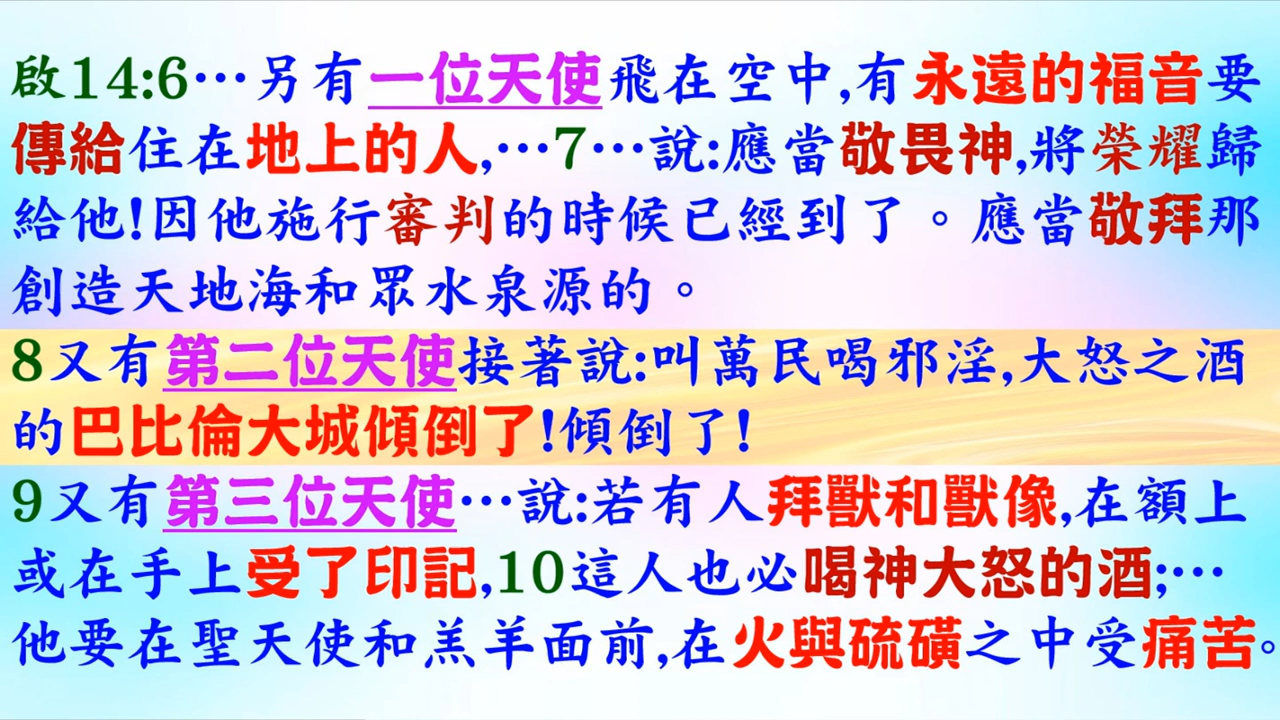 啟14:6…另有一位天使飛在空中,有永遠的福音要
傳給住在地上的人,…7…說:應當敬畏神,將榮耀歸
給他!因他施行審判的時候已經到了。應當敬拜那
創造天地海和眾水泉源的。
8又有第二位天使接著說:叫萬民喝邪淫,大怒之酒
的巴比倫大城傾倒了!傾倒了!
9又有第三位天使…說:若有人拜獸和獸像,在額上
或在手上受了印記,10這人也必喝神大怒的酒;…
他要在聖天使和羔羊面前,在火與硫磺之中受痛苦。